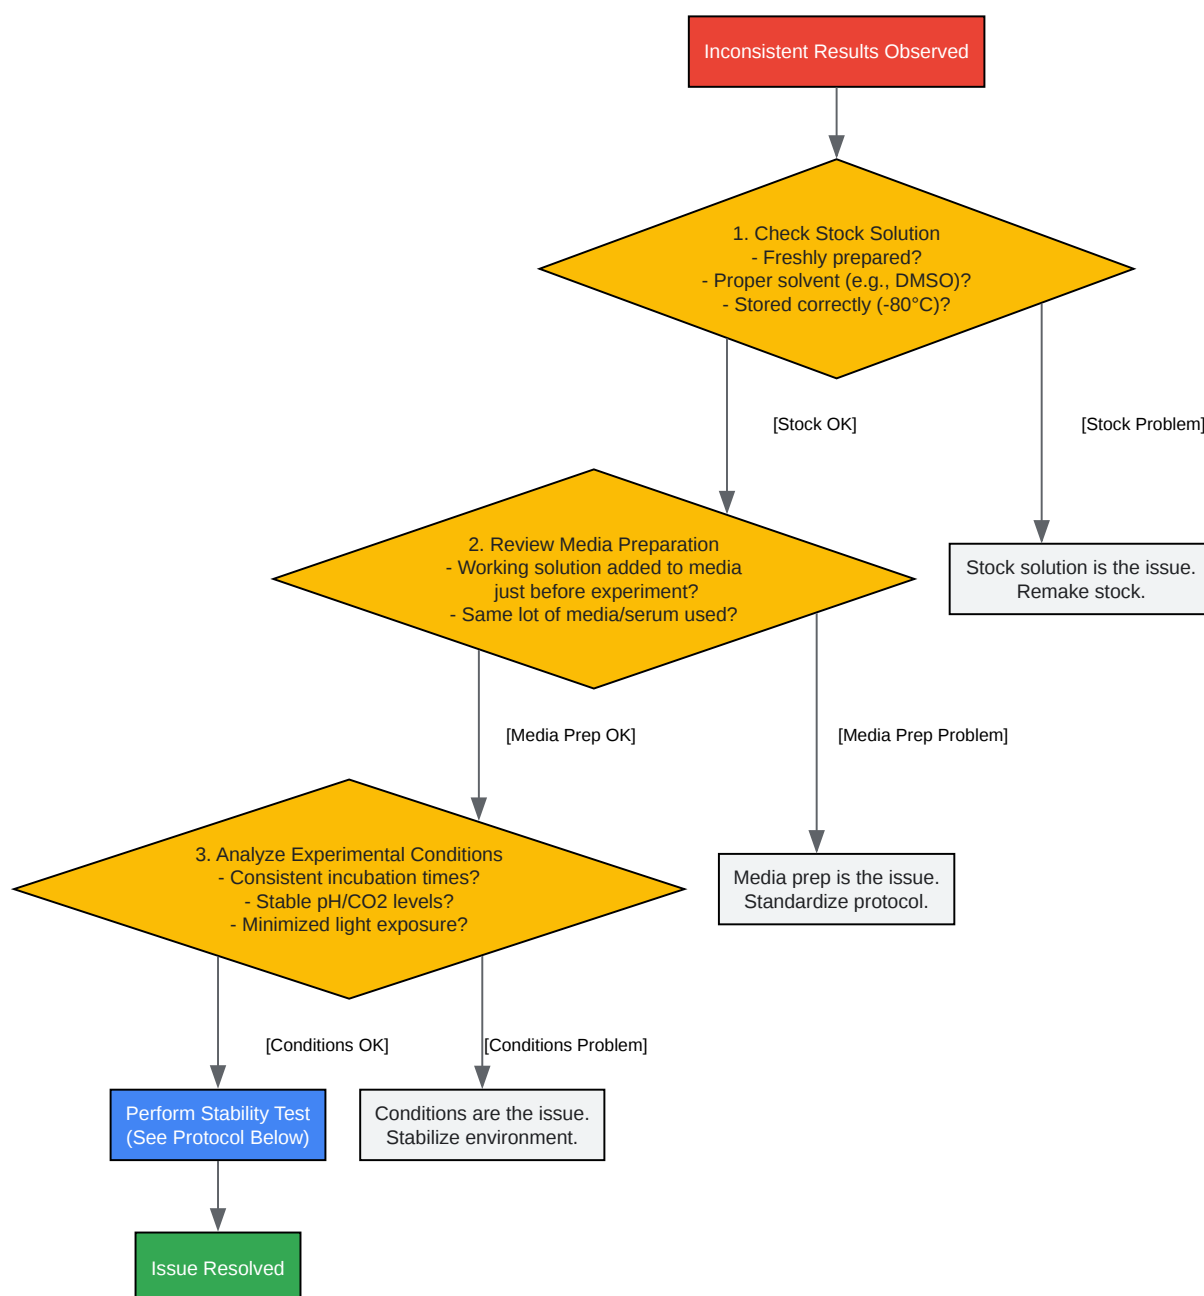 Inconsistent Results Observed
1. Check Stock Solution
- Freshly prepared?
- Proper solvent (e.g., DMSO)?
- Stored correctly (-80°C)?
[Stock OK]
[Stock Problem]
2. Review Media Preparation
- Working solution added to media
just before experiment?
- Same lot of media/serum used?
Stock solution is the issue.
Remake stock.
[Media Prep OK]
[Media Prep Problem]
3. Analyze Experimental Conditions
- Consistent incubation times?
- Stable pH/CO2 levels?
- Minimized light exposure?
Media prep is the issue.
Standardize protocol.
[Conditions OK]
[Conditions Problem]
Perform Stability Test
(See Protocol Below)
Conditions are the issue.
Stabilize environment.
Issue Resolved